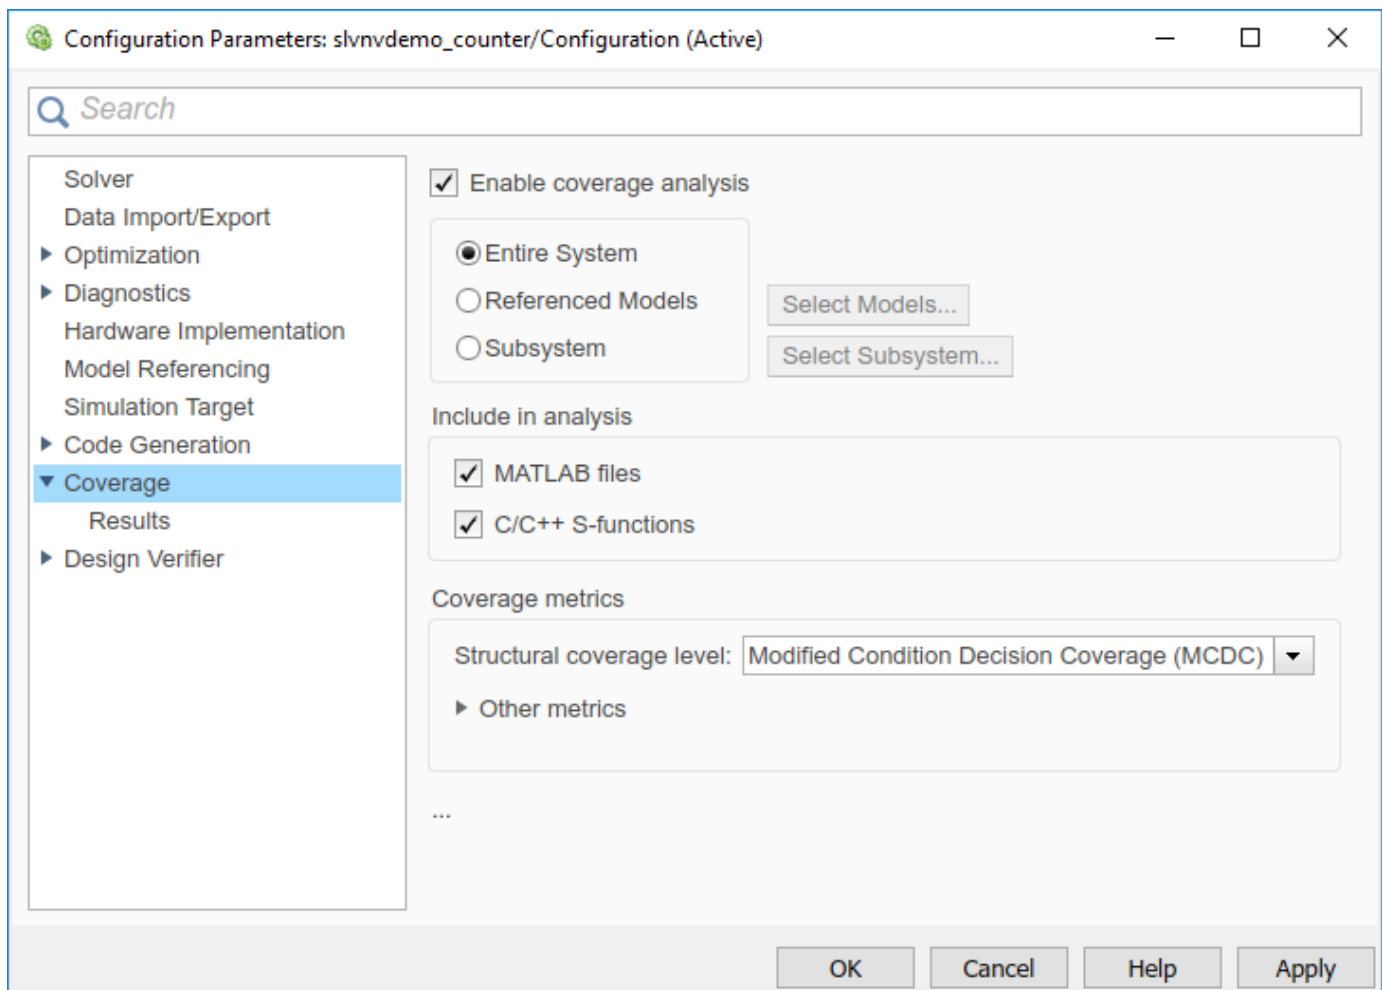 Configuration Parameters: slvnvdemo_counter/Configuration (Active)
Search
Solver
Data Import/Export
Optimization
Diagnostics
Hardware Implementation
Model Referencing
Simulation Target
Code Generation
Coverage
Results
Design Verifier
Enable coverage analysis
Entire System
Referenced Models
Select Models...
Subsystem
Select Subsystem...
Include in analysis
MATLAB files
C/C++ S-functions
Coverage metrics
Structural coverage level: Modified Condition Decision Coverage (MCDC)
Other metrics
...
OK Cancel Help Apply